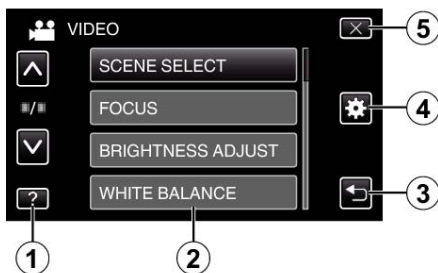 VIDEO
SCENE SELECT
FOCUS
BRIGHTNESS ADJUST
WHITE BALANCE
?
5
4
3
1
2